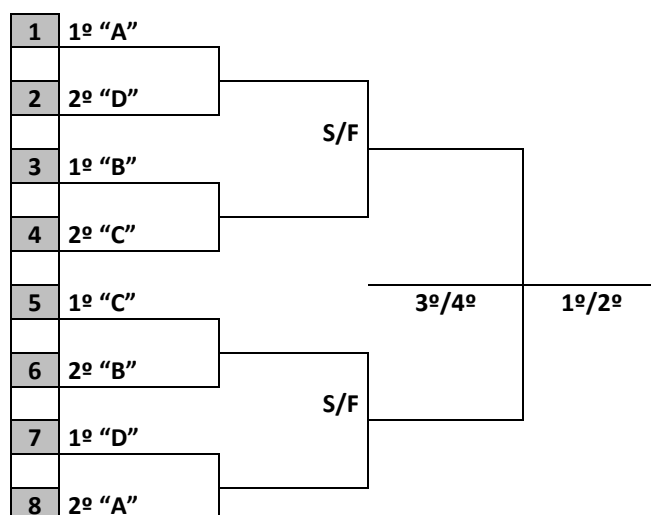 1 1º “A”
2 2º “D”
S/F
3 1º “B”
4 2º “C”
5 1º “C”
3º/4º 1º/2º
6 2º “B”
S/F
7 1º “D”
8 2º “A”